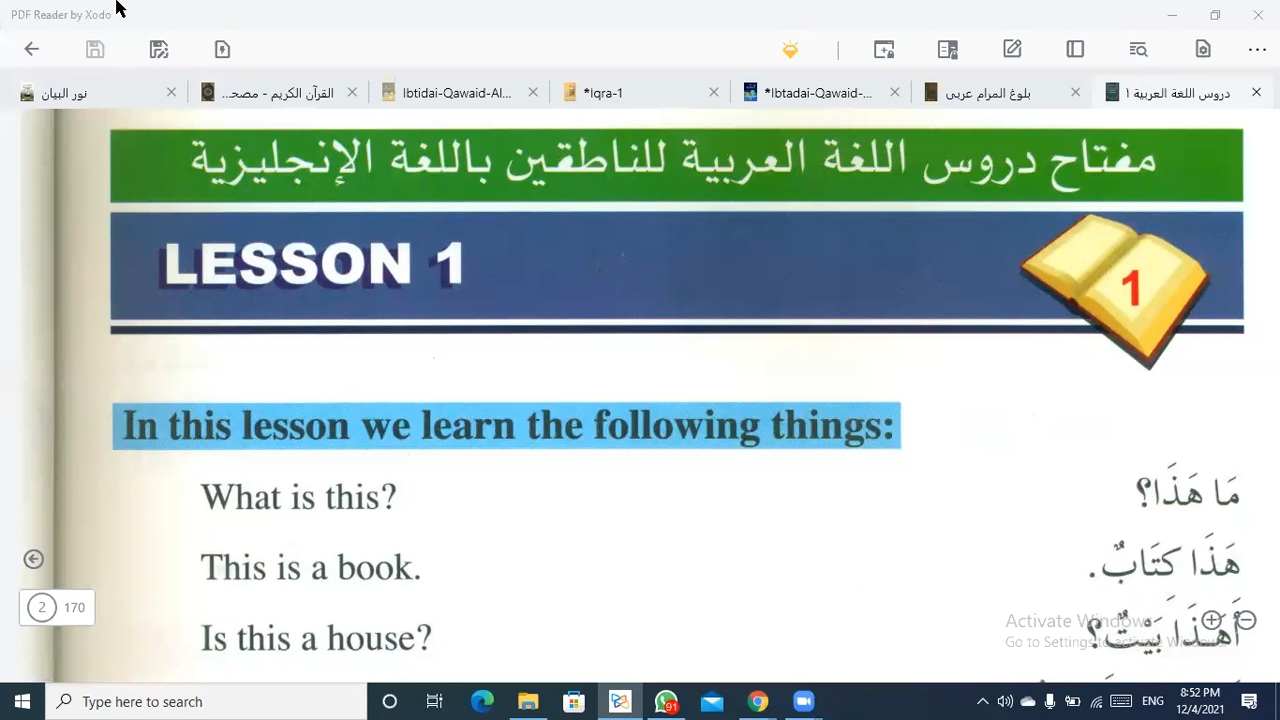 PDF Reader by Xodo
نور البيان
القرآن الكريم - مصحـ...
Ibtidai-Qawaid-Al...
*Iqra-1
*Ibtadai-Qawaid-...
بلوغ المرام عربى
دروس اللغة العربية ١
مفتاح دروس اللغة العربية للناطقين باللغة الإنجليزية
LESSON 1
1
In this lesson we learn the following things:
What is this? مَا هَذَا؟
This is a book. هَذَا كَتَابٌ.
Is this a house? أَهَذَا بَيْتٌ؟
2 170
Activate Windows
Go to Settings to activate Windows.
Type here to search
91
ENG
8:52 PM
12/4/2021